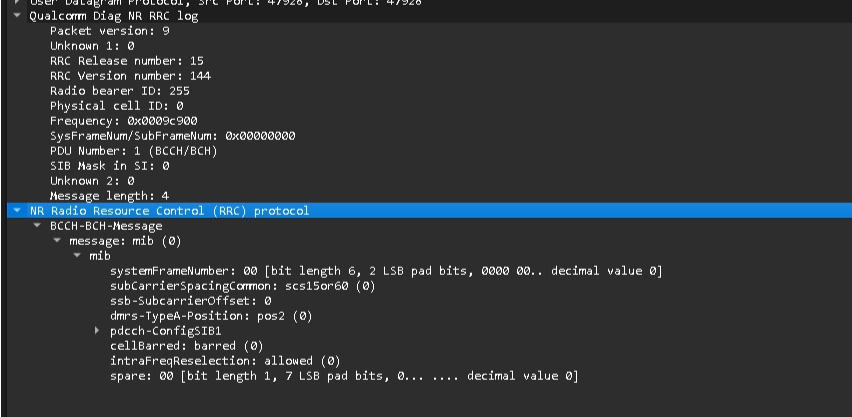 User Datagram Protocol, Src Port: 47928, Dst Port: 47928
Qualcomm Diag NR RRC log
Packet version: 9
Unknown 1: 0
RRC Release number: 15
RRC Version number: 144
Radio bearer ID: 255
Physical cell ID: 0
Frequency: 0x0009c900
SysFrameNum/SubFrameNum: 0x00000000
PDU Number: 1 (BCCH/BCH)
SIB Mask in SI: 0
Unknown 2: 0
Message length: 4
NR Radio Resource Control (RRC) protocol
BCCH-BCH-Message
message: mib (0)
mib
systemFrameNumber: 00 [bit length 6, 2 LSB pad bits, 0000 00.. decimal value 0]
subCarrierSpacingCommon: scs15or60 (0)
ssb-SubcarrierOffset: 0
dmrs-TypeA-Position: pos2 (0)
pdcch-ConfigSIB1
cellBarred: barred (0)
intraFreqReselection: allowed (0)
spare: 00 [bit length 1, 7 LSB pad bits, 0... .... decimal value 0]